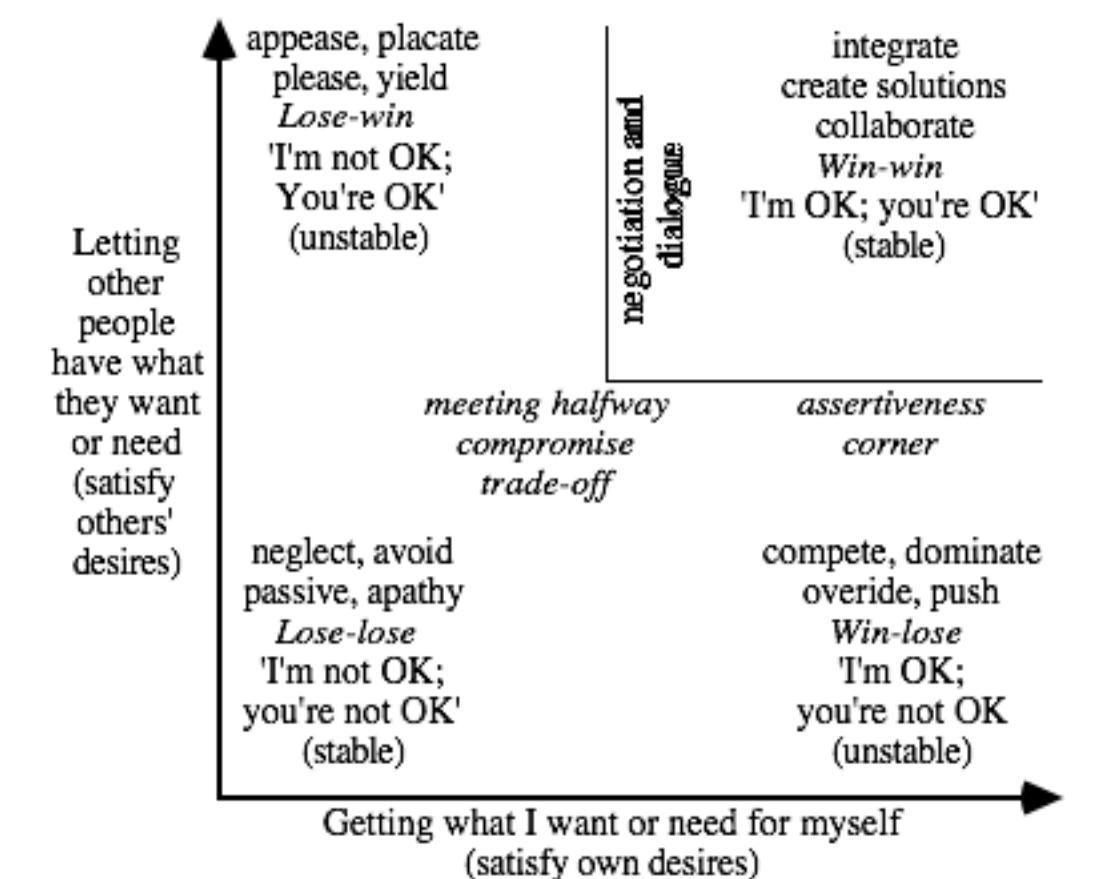 appease, placate
please, yield
Lose-win
'I'm not OK;
You're OK'
(unstable)
negotiation and
dialogue
integrate
create solutions
collaborate
Win-win
'I'm OK; you're OK'
(stable)
Letting
other
people
have what
they want
or need
(satisfy
others'
desires)
meeting halfway
compromise
trade-off
assertiveness
corner
neglect, avoid
passive, apathy
Lose-lose
'I'm not OK;
you're not OK'
(stable)
compete, dominate
overide, push
Win-lose
'I'm OK;
you're not OK
(unstable)
Getting what I want or need for myself
(satisfy own desires)